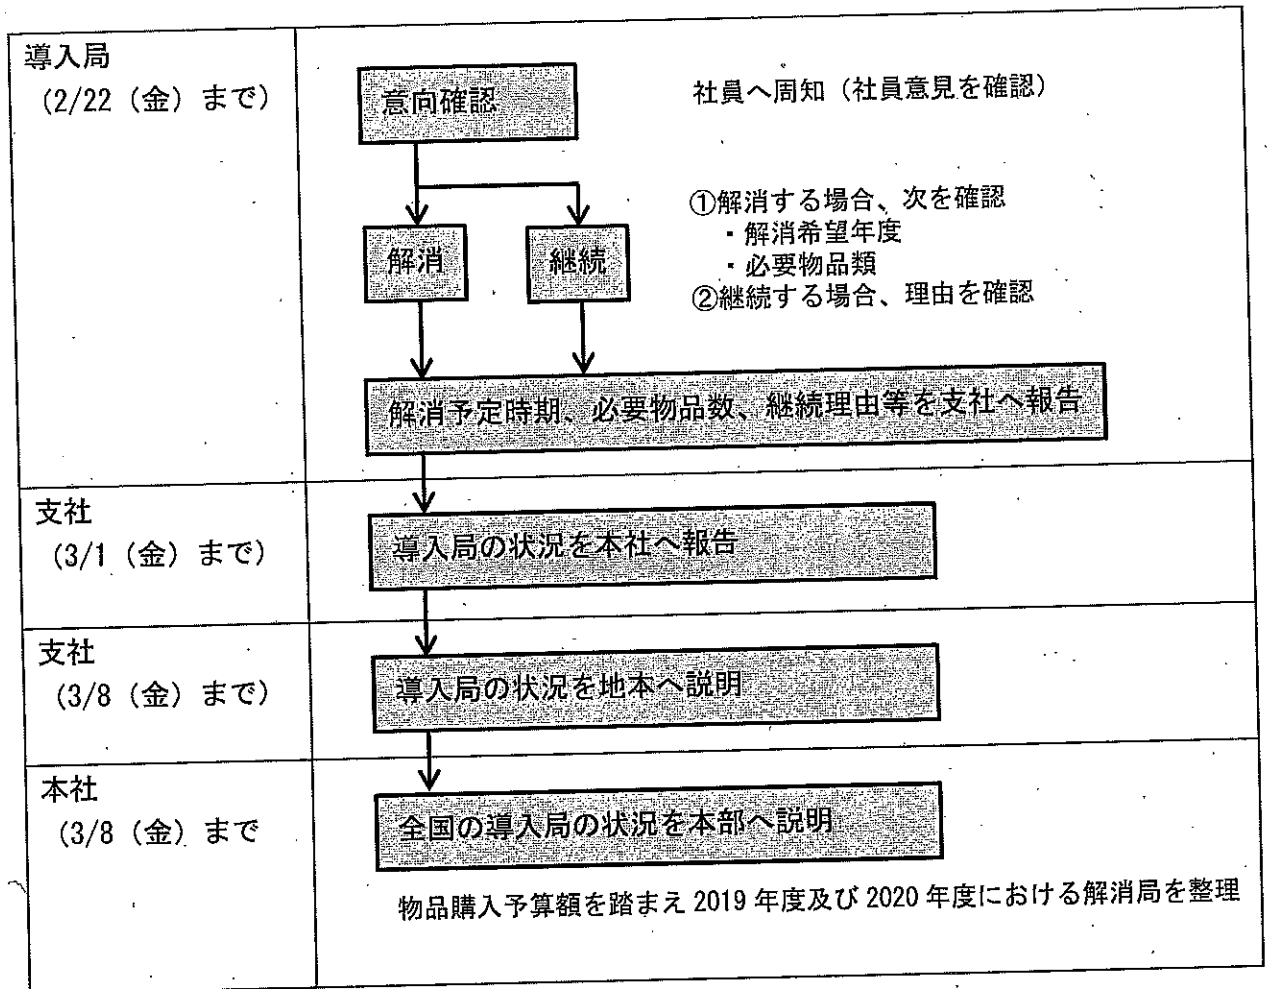 導入局
(2/22（金）まで)
意向確認
社員へ周知（社員意見を確認）
解消
継続
①解消する場合、次を確認
・解消希望年度
・必要物品類
②継続する場合、理由を確認
解消予定時期、必要物品数、継続理由等を支社へ報告
支社
(3/1（金）まで)
導入局の状況を本社へ報告
支社
(3/8（金）まで)
導入局の状況を地本へ説明
本社
(3/8（金）まで
全国の導入局の状況を本部へ説明
物品購入予算額を踏まえ 2019 年度及び 2020 年度における解消局を整理